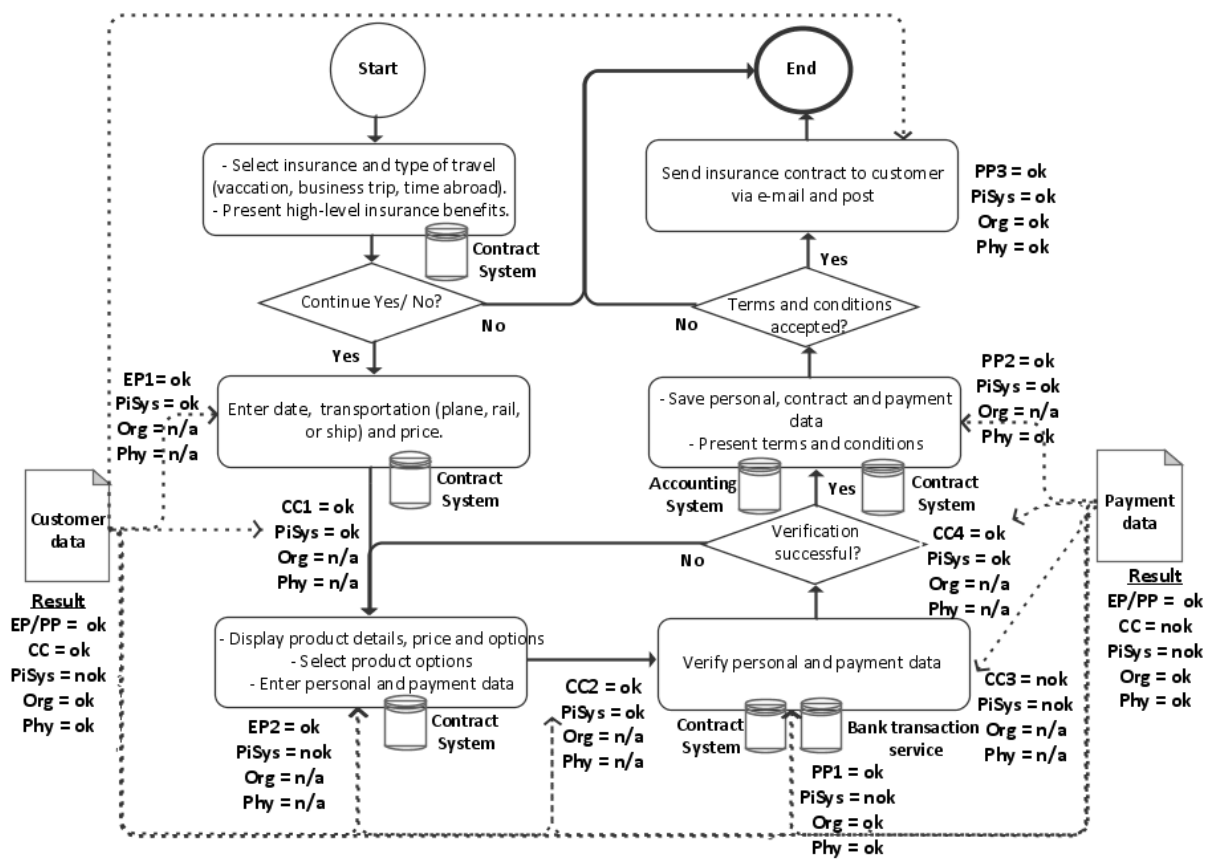 Start
End
- Select insurance and type of travel
(vaccation, business trip, time abroad).
- Present high-level insurance benefits.
Contract
System
Send insurance contract to customer
via e-mail and post
PP3 = ok
PiSys = ok
Org = ok
Phy = ok
Continue Yes/ No?
No
Yes
Terms and conditions
accepted?
Yes
No
EP1 = ok
PiSys = ok
Org = n/a
Phy = n/a
Enter date, transportation (plane, rail,
or ship) and price.
Contract
System
- Save personal, contract and payment
data
- Present terms and conditions
Accounting
System
Contract
System
PP2 = ok
PiSys = ok
Org = n/a
Phy = ok
Customer
data
Result
EP/PP = ok
CC = ok
PiSys = nok
Org = ok
Phy = ok
CC1 = ok
PiSys = ok
Org = n/a
Phy = n/a
Yes
Verification
successful?
No
CC4 = ok
PiSys = ok
Org = n/a
Phy = n/a
Payment
data
Result
EP/PP = ok
CC = nok
PiSys = nok
Org = ok
Phy = ok
- Display product details, price and options
- Select product options
- Enter personal and payment data
Contract
System
EP2 = ok
PiSys = nok
Org = n/a
Phy = n/a
CC2 = ok
PiSys = ok
Org = n/a
Phy = n/a
Verify personal and payment data
Contract
System
Bank transaction
service
CC3 = nok
PiSys = nok
Org = n/a
Phy = n/a
PP1 = ok
PiSys = nok
Org = ok
Phy = ok